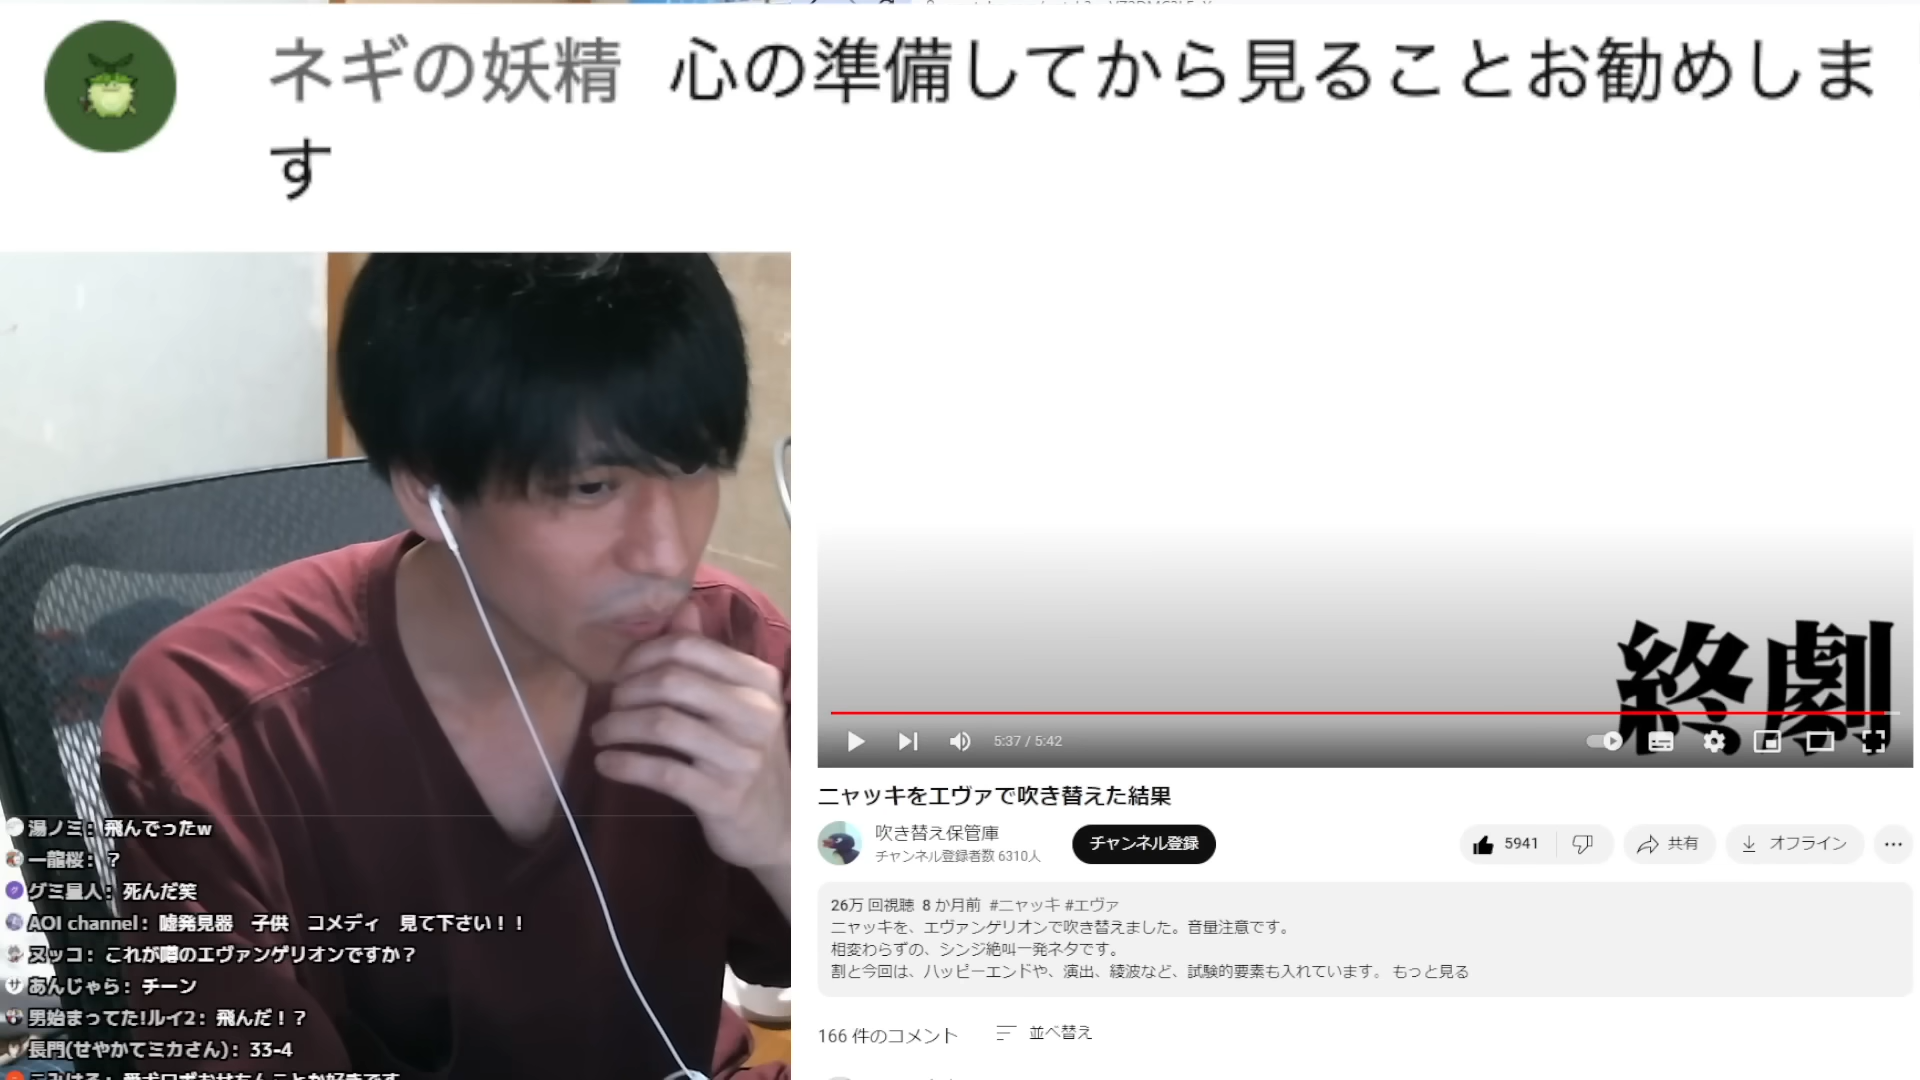 ネギの妖精 心の準備してから見ることお勧めしま
す
終劇
5:37 / 5:42
ニャッキをエヴァで吹き替えた結果
吹き替え保管庫
チャンネル登録者数 6310人
チャンネル登録
5941
共有
オフライン
26万 回視聴 8 か月前 #ニャッキ #エヴァ
ニャッキを、エヴァンゲリオンで吹き替えました。音量注意です。
相変わらずの、シンジ絶叫一発ネタです。
割と今回は、ハッピーエンドや、演出、綾波など、試験的要素も入れています。 もっと見る
166 件のコメント
並べ替え
湯ノミ: 飛んでったw
一龍桜: ？
グミ星人: 死んだ笑
AOI channel: 嘘発見器 子供 コメディ 見て下さい！！
ヌッコ: これが噂のエヴァンゲリオンですか？
サ あんじゃら: チーン
男始まってた!ルイ2: 飛んだ！？
長門(せやかてミカさん): 33-4